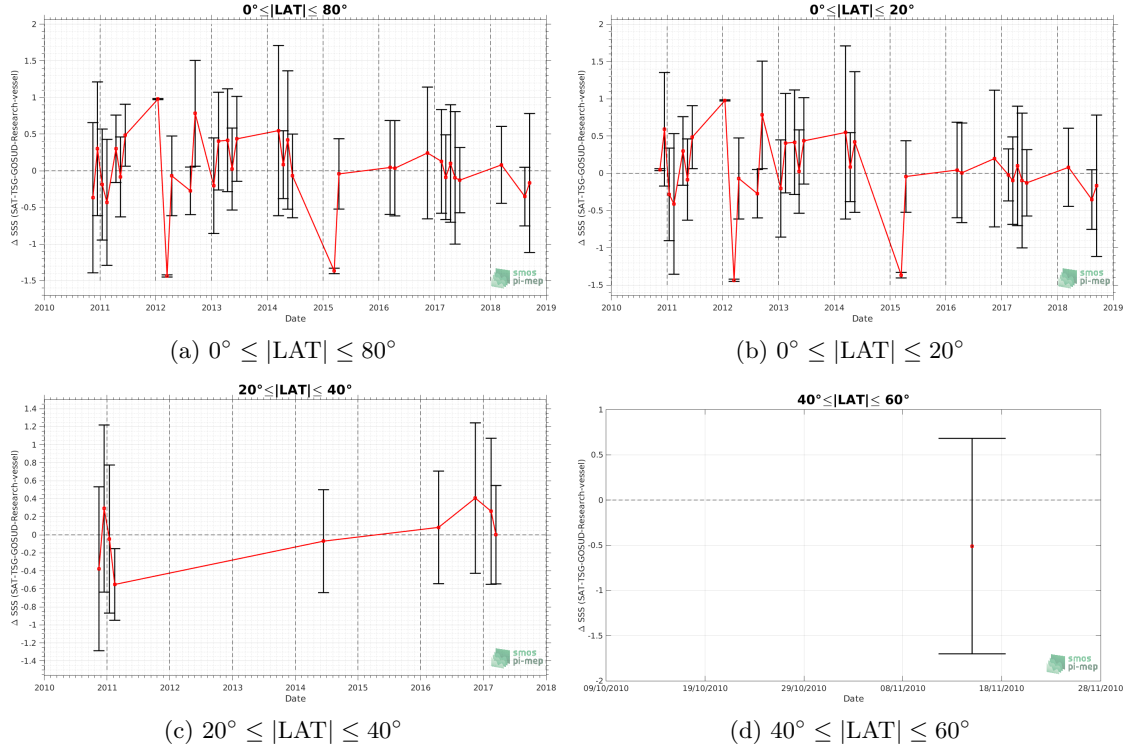 0°≤|LAT|≤ 80°
Δ SSS (SAT-TSG-GOSUD-Research-vessel)
2
1.5
1
0.5
0
-0.5
-1
-1.5
2010 2011 2012 2013 2014 2015 2016 2017 2018 2019
Date
smos
pi-mep
(a) 0° ≤ |LAT| ≤ 80°
0°≤|LAT|≤ 20°
Δ SSS (SAT-TSG-GOSUD-Research-vessel)
2
1.5
1
0.5
0
-0.5
-1
-1.5
2010 2011 2012 2013 2014 2015 2016 2017 2018 2019
Date
smos
pi-mep
(b) 0° ≤ |LAT| ≤ 20°
20°≤|LAT|≤ 40°
Δ SSS (SAT-TSG-GOSUD-Research-vessel)
1.4
1.2
1
0.8
0.6
0.4
0.2
0
-0.2
-0.4
-0.6
-0.8
-1
-1.2
-1.4
2010 2011 2012 2013 2014 2015 2016 2017 2018
Date
smos
pi-mep
(c) 20° ≤ |LAT| ≤ 40°
40°≤|LAT|≤ 60°
Δ SSS (SAT-TSG-GOSUD-Research-vessel)
1
0.5
0
-0.5
-1
-1.5
-2
09/10/2010 19/10/2010 29/10/2010 08/11/2010 18/11/2010 28/11/2010
Date
smos
pi-mep
(d) 40° ≤ |LAT| ≤ 60°